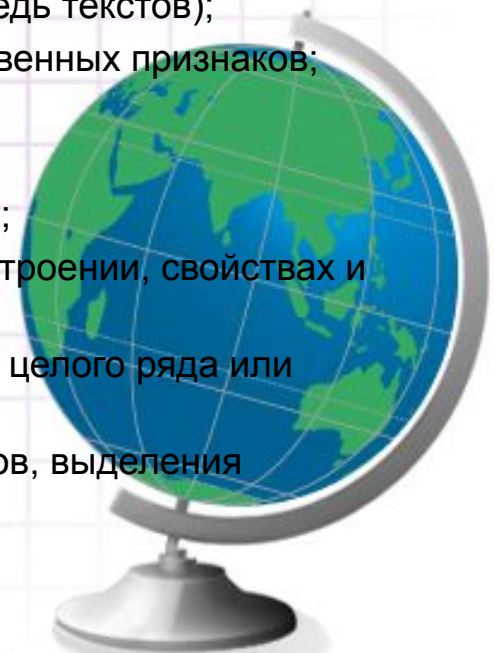 едь текстов);
венных признаков;
;
троении, свойствах и
целого ряда или
ов, выделения